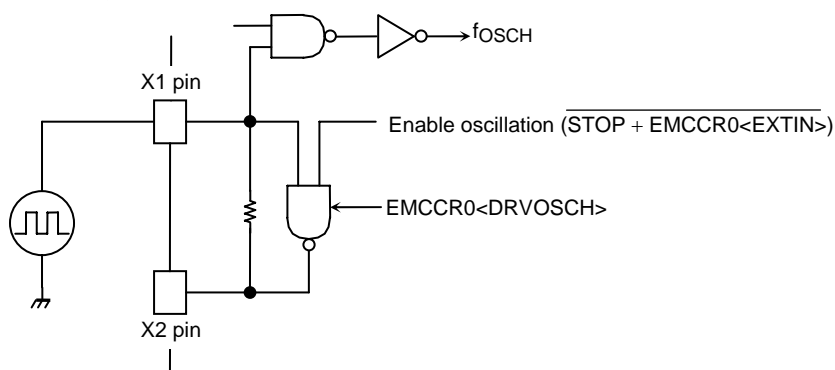 fOSCH
X1 pin
Enable oscillation (STOP + EMCCR0<EXTIN>)
EMCCR0<DRVOSCH>
X2 pin